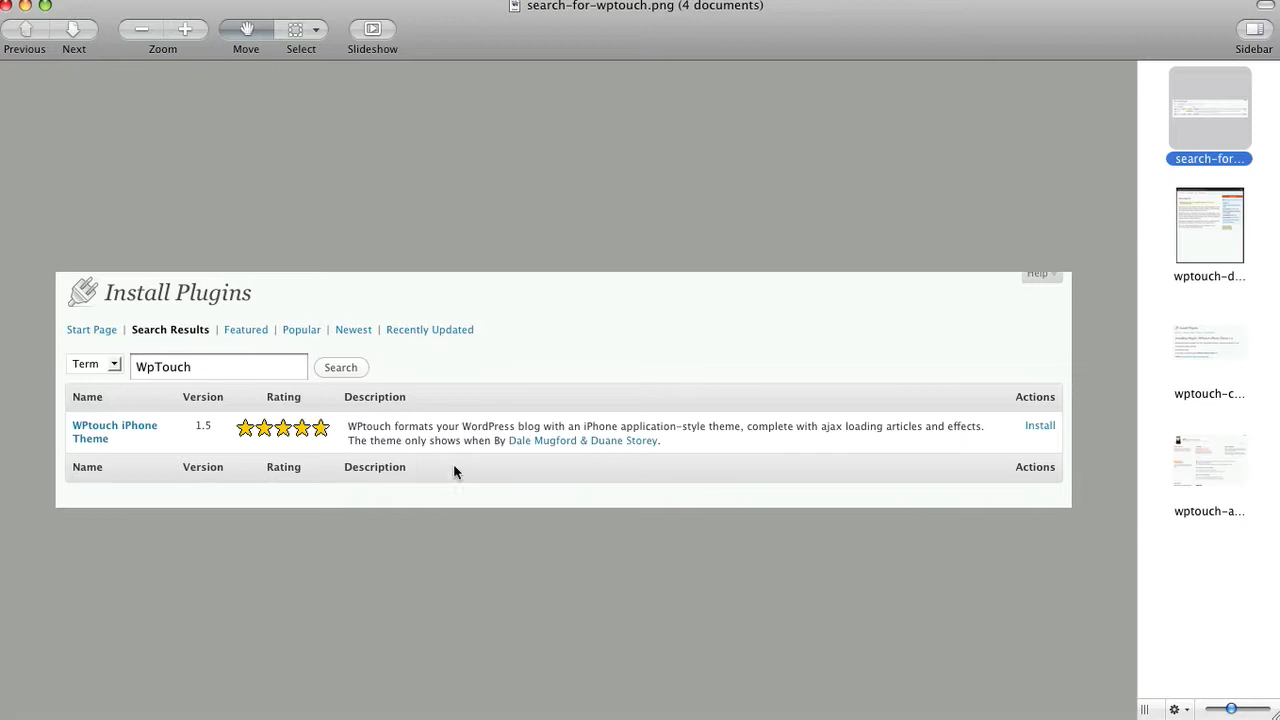 search-for-wptouch.png (4 documents)
Previous Next Zoom Move Select Slideshow Sidebar
search-for...
wptouch-d...
wptouch-c...
wptouch-a...
Help
Install Plugins
Start Page | Search Results | Featured | Popular | Newest | Recently Updated
Term WpTouch Search
Name Version Rating Description Actions
WPtouch iPhone Theme 1.5 WPtouch formats your WordPress blog with an iPhone application-style theme, complete with ajax loading articles and effects. Install
The theme only shows when By Dale Mugford & Duane Storey.
Name Version Rating Description Actions